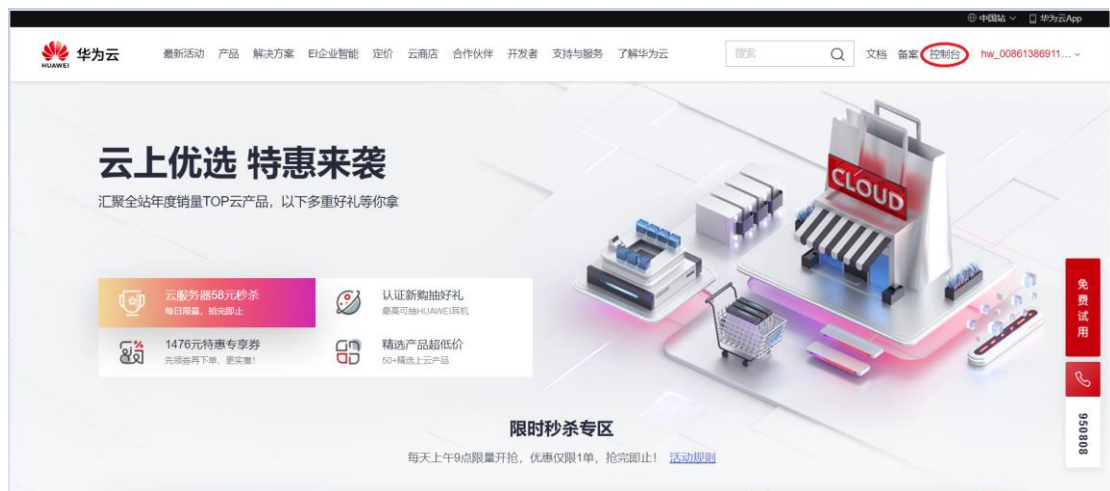 中国站 华为云App
HUAWEI 华为云 最新活动 产品 解决方案 EI企业智能 定价 云商店 合作伙伴 开发者 支持与服务 了解华为云 搜索 文档 备案 控制台 hw_00861386911...
云上优选 特惠来袭
汇聚全站年度销量TOP云产品，以下多重好礼等你拿
CLOUD
云服务器58元秒杀
每日限量，抢完即止
认证新购抽好礼
最高可抽HUAWEI耳机
1476元特惠专享券
先领券再下单，更实惠！
精选产品超低价
50+精选上云产品
免费试用
950808
限时秒杀专区
每天上午9点限量开抢，优惠仅限1单，抢完即止！ 活动规则